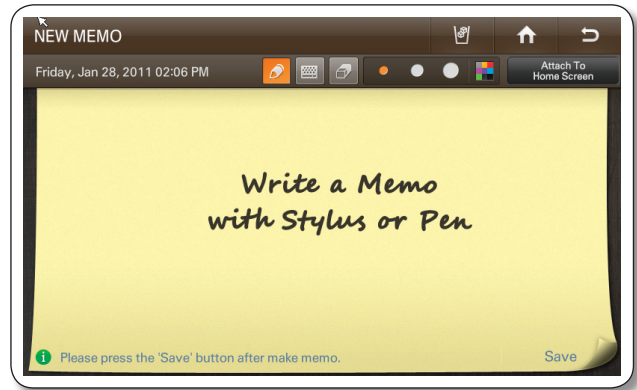 NEW MEMO
Friday, Jan 28, 2011 02:06 PM
Attach To
Home Screen
Write a Memo
with Stylus or Pen
Please press the 'Save' button after make memo.
Save